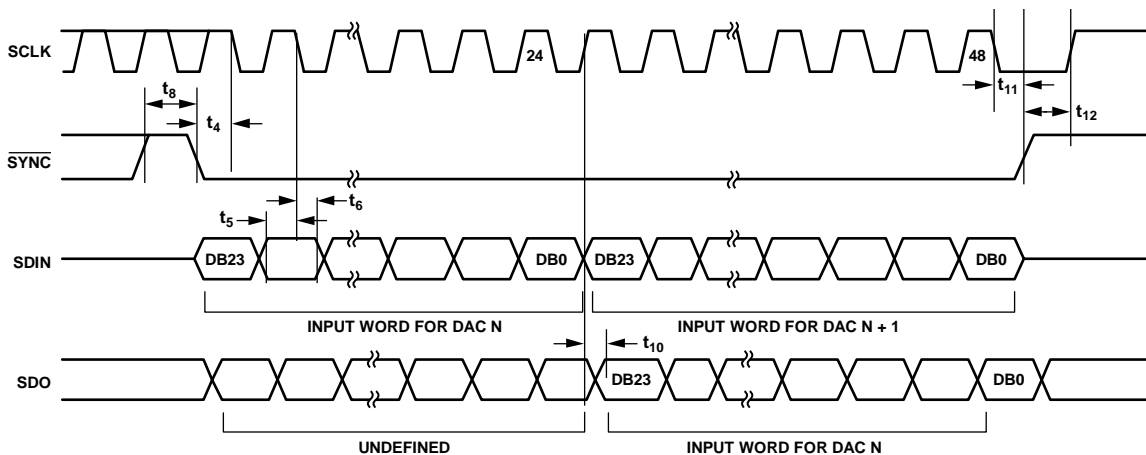 SCLK
24
48
t8
t4
t11
t12
SYNC
t5
t6
SDIN
DB23
DB0
DB23
DB0
INPUT WORD FOR DAC N
INPUT WORD FOR DAC N + 1
t10
SDO
DB23
DB0
UNDEFINED
INPUT WORD FOR DAC N